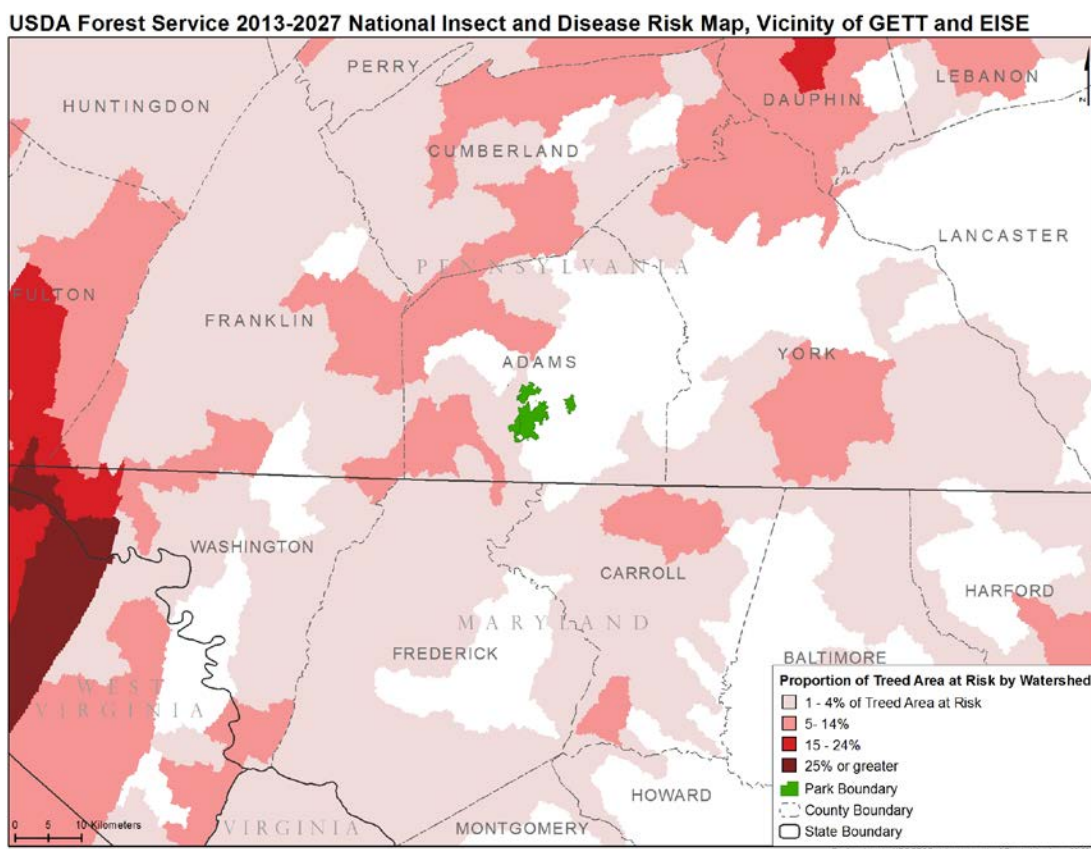 USDA Forest Service 2013-2027 National Insect and Disease Risk Map, Vicinity of GETT and EISE
PERRY
HUNTINGDON
LEBANON
DAUPHIN
CUMBERLAND
LANCASTER
PENNSYLVANIA
FULTON
FRANKLIN
YORK
ADAMS
WASHINGTON
CARROLL
HARFORD
MARYLAND
FREDERICK
BALTIMORE
WEST
VIRGINIA
HOWARD
MONTGOMERY
VIRGINIA
Proportion of Treed Area at Risk by Watershed
1 - 4% of Treed Area at Risk
5- 14%
15 - 24%
25% or greater
Park Boundary
County Boundary
State Boundary
0 5 10 Kilometers